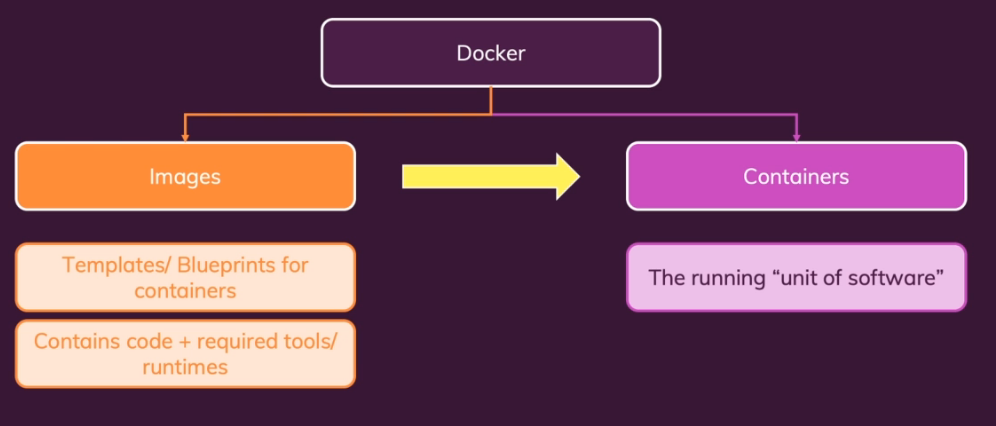 Docker
Images
Containers
Templates/ Blueprints for
containers
The running “unit of software”
Contains code + required tools/
runtimes